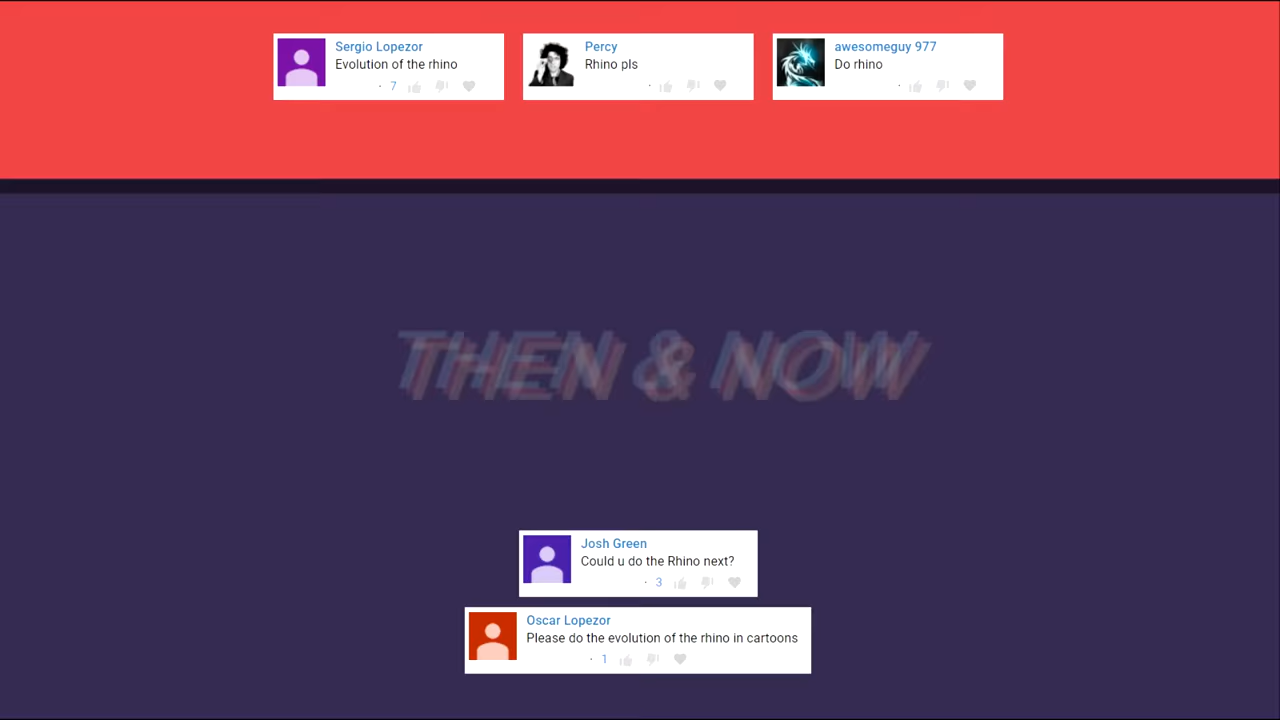 Sergio Lopezor
Evolution of the rhino
· 7
Percy
Rhino pls
·
awesomeguy 977
Do rhino
·
THEN & NOW
Josh Green
Could u do the Rhino next?
· 3
Oscar Lopezor
Please do the evolution of the rhino in cartoons
· 1